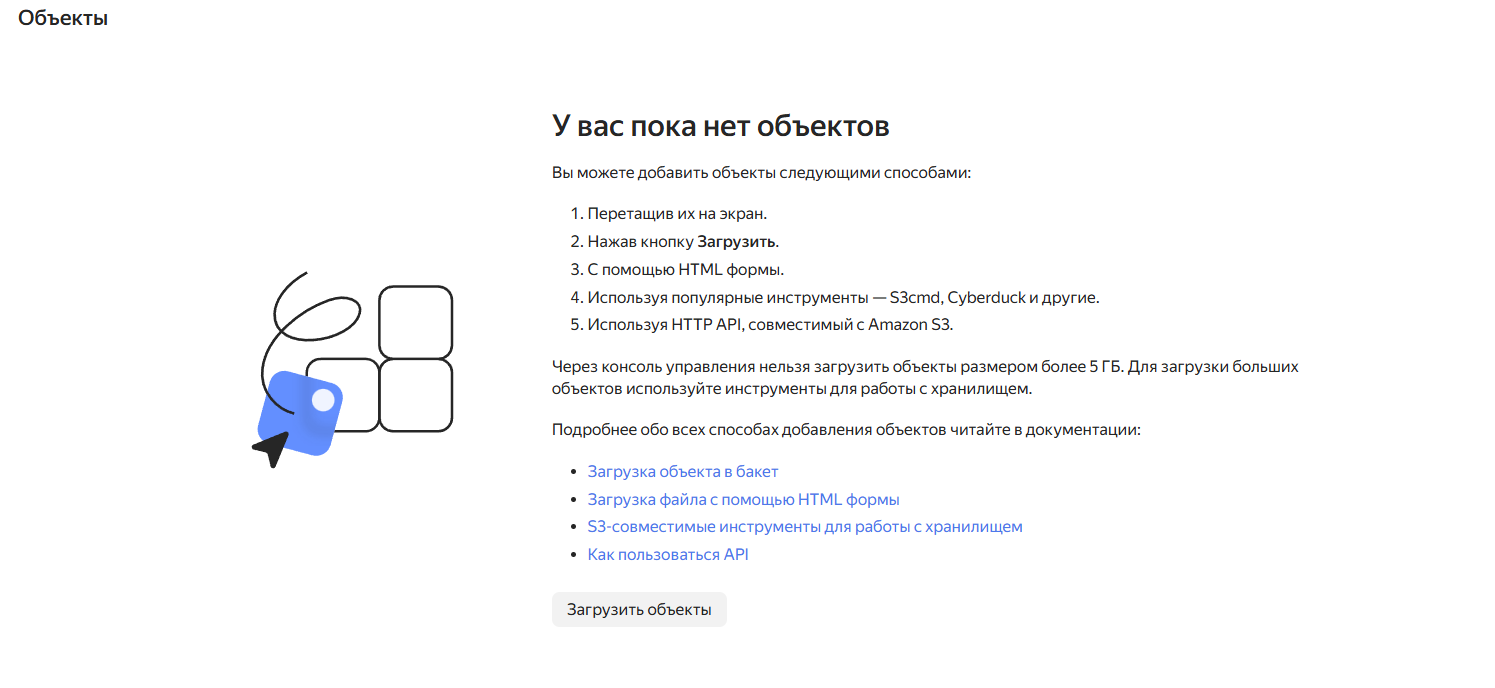 Объекты
У вас пока нет объектов
Вы можете добавить объекты следующими способами:
1. Перетащив их на экран.
2. Нажав кнопку Загрузить.
3. С помощью HTML формы.
4. Используя популярные инструменты — S3cmd, Cyberduck и другие.
5. Используя HTTP API, совместимый с Amazon S3.
Через консоль управления нельзя загрузить объекты размером более 5 ГБ. Для загрузки больших
объектов используйте инструменты для работы с хранилищем.
Подробнее обо всех способах добавления объектов читайте в документации:
• Загрузка объекта в бакет
• Загрузка файла с помощью HTML формы
• S3-совместимые инструменты для работы с хранилищем
• Как пользоваться API
Загрузить объекты